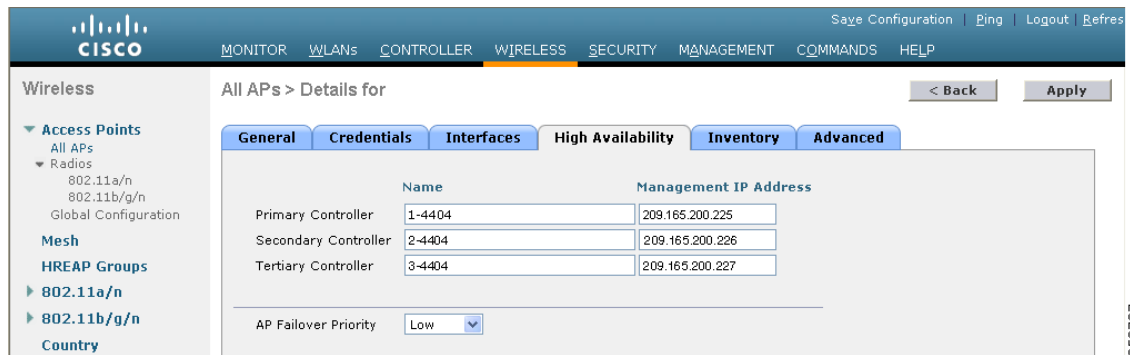 Save Configuration | Ping | Logout | Refres
CISCO
MONITOR WLANs CONTROLLER WIRELESS SECURITY MANAGEMENT COMMANDS HELP
Wireless
All APs > Details for
< Back
Apply
Access Points
All APs
Radios
802.11a/n
802.11b/g/n
Global Configuration
Mesh
HREAP Groups
802.11a/n
802.11b/g/n
Country
General Credentials Interfaces High Availability Inventory Advanced
Name Management IP Address
Primary Controller 1-4404 209.165.200.225
Secondary Controller 2-4404 209.165.200.226
Tertiary Controller 3-4404 209.165.200.227
AP Failover Priority Low